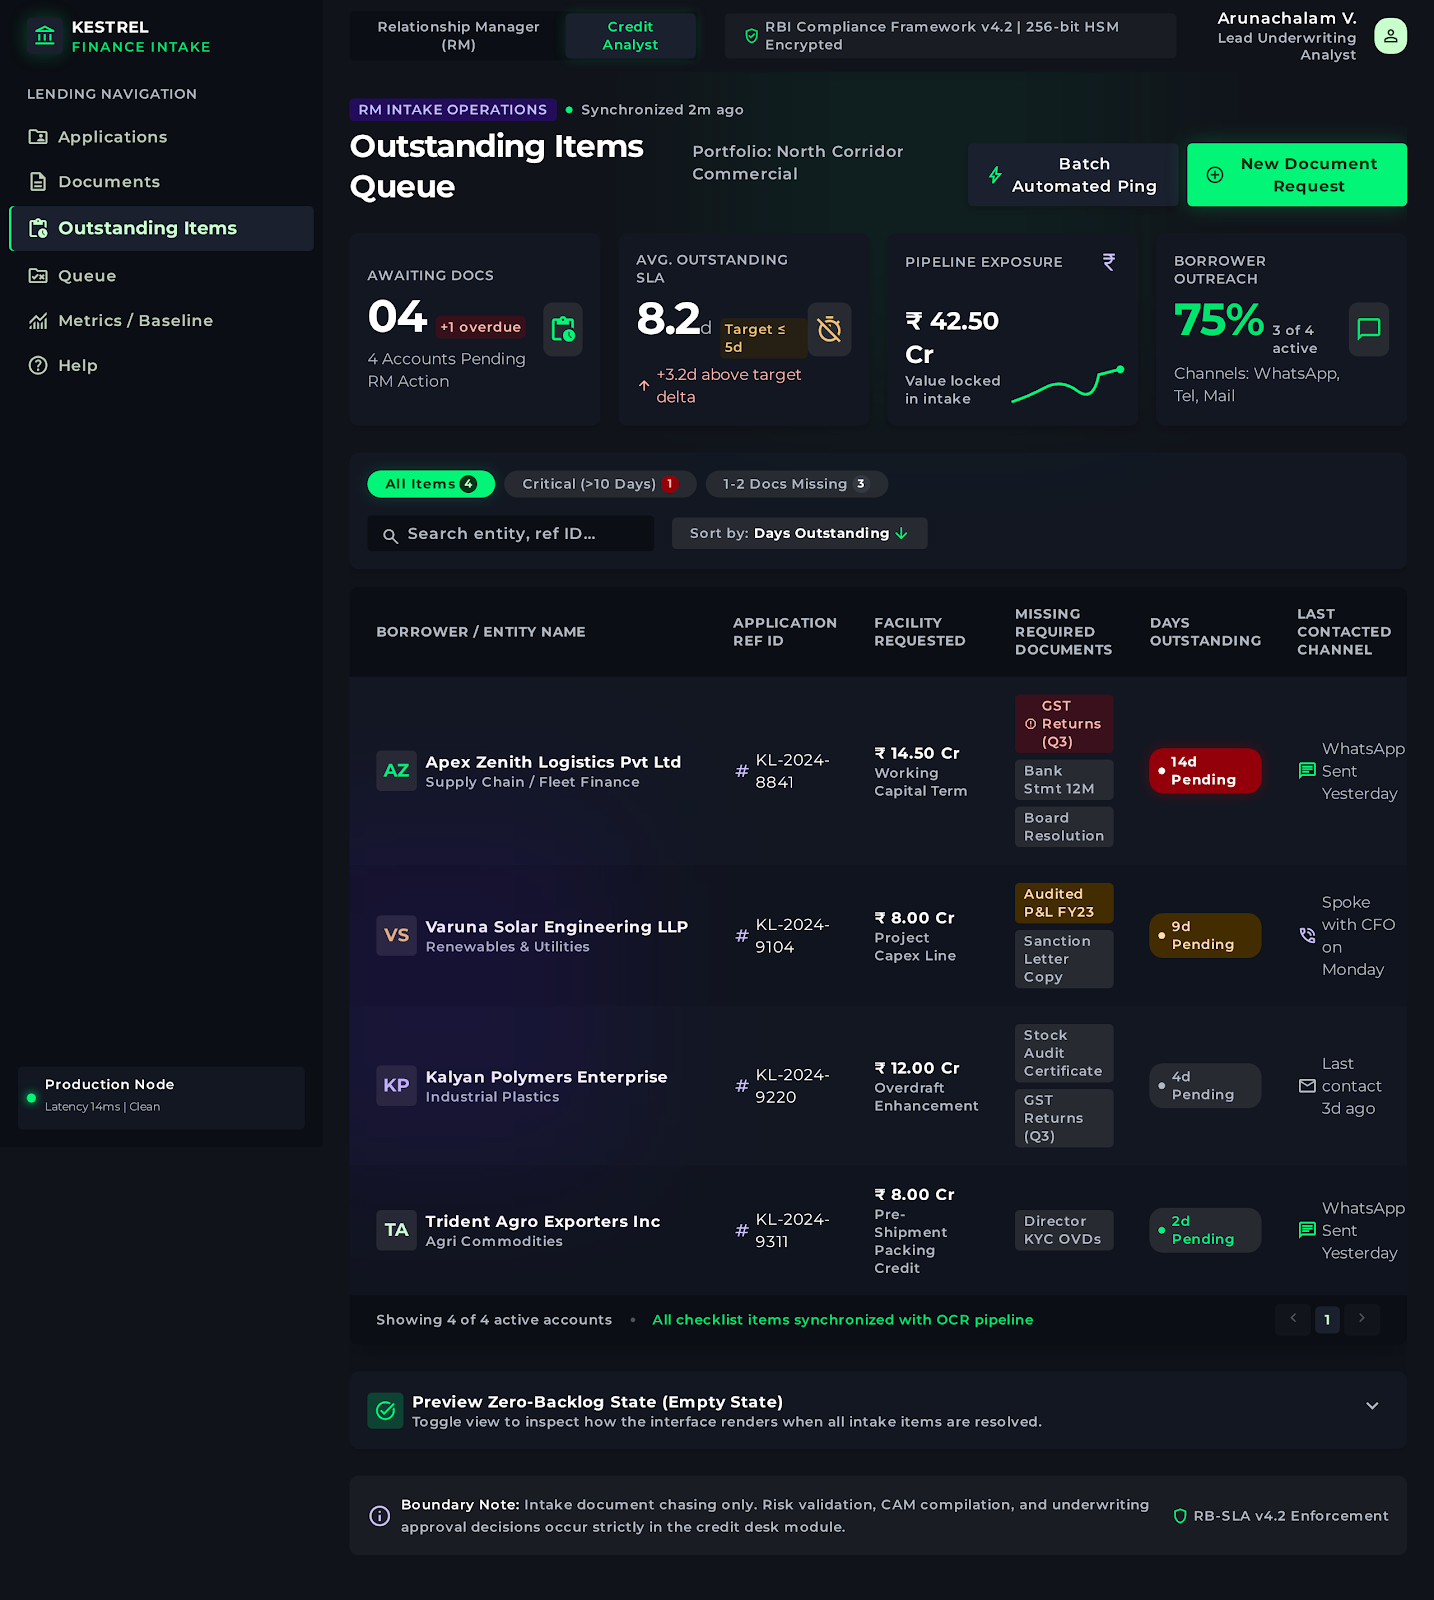 KESTREL
FINANCE INTAKE
LENDING NAVIGATION
Applications
Documents
Outstanding Items
Queue
Metrics / Baseline
Help
Production Node
Latency 14ms | Clean
Relationship Manager
(RM)
Credit
Analyst
RBI Compliance Framework v4.2 | 256-bit HSM
Encrypted
Arunachalam V.
Lead Underwriting
Analyst
RM INTAKE OPERATIONS
Synchronized 2m ago
Outstanding Items
Queue
Portfolio: North Corridor
Commercial
Batch
Automated Ping
New Document
Request
AWAITING DOCS
04 +1 overdue
4 Accounts Pending
RM Action
AVG. OUTSTANDING
SLA
8.2d Target ≤
5d
+3.2d above target
delta
PIPELINE EXPOSURE ₹
₹ 42.50
Cr
Value locked
in intake
BORROWER
OUTREACH
75% 3 of 4
active
Channels: WhatsApp,
Tel, Mail
All Items 4
Critical (>10 Days) 1
1-2 Docs Missing 3
Search entity, ref ID...
Sort by: Days Outstanding
BORROWER / ENTITY NAME
APPLICATION
REF ID
FACILITY
REQUESTED
MISSING
REQUIRED
DOCUMENTS
DAYS
OUTSTANDING
LAST
CONTACTED
CHANNEL
AZ
Apex Zenith Logistics Pvt Ltd
Supply Chain / Fleet Finance
# KL-2024-
8841
₹ 14.50 Cr
Working
Capital Term
GST
Returns
(Q3)
Bank
Stmt 12M
Board
Resolution
14d
Pending
WhatsApp
Sent
Yesterday
VS
Varuna Solar Engineering LLP
Renewables & Utilities
# KL-2024-
9104
₹ 8.00 Cr
Project
Capex Line
Audited
P&L FY23
Sanction
Letter
Copy
9d
Pending
Spoke
with CFO
on
Monday
KP
Kalyan Polymers Enterprise
Industrial Plastics
# KL-2024-
9220
₹ 12.00 Cr
Overdraft
Enhancement
Stock
Audit
Certificate
GST
Returns
(Q3)
4d
Pending
Last
contact
3d ago
TA
Trident Agro Exporters Inc
Agri Commodities
# KL-2024-
9311
₹ 8.00 Cr
Pre-
Shipment
Packing
Credit
Director
KYC OVDs
2d
Pending
WhatsApp
Sent
Yesterday
Showing 4 of 4 active accounts • All checklist items synchronized with OCR pipeline
1
Preview Zero-Backlog State (Empty State)
Toggle view to inspect how the interface renders when all intake items are resolved.
Boundary Note: Intake document chasing only. Risk validation, CAM compilation, and underwriting
approval decisions occur strictly in the credit desk module.
RB-SLA v4.2 Enforcement